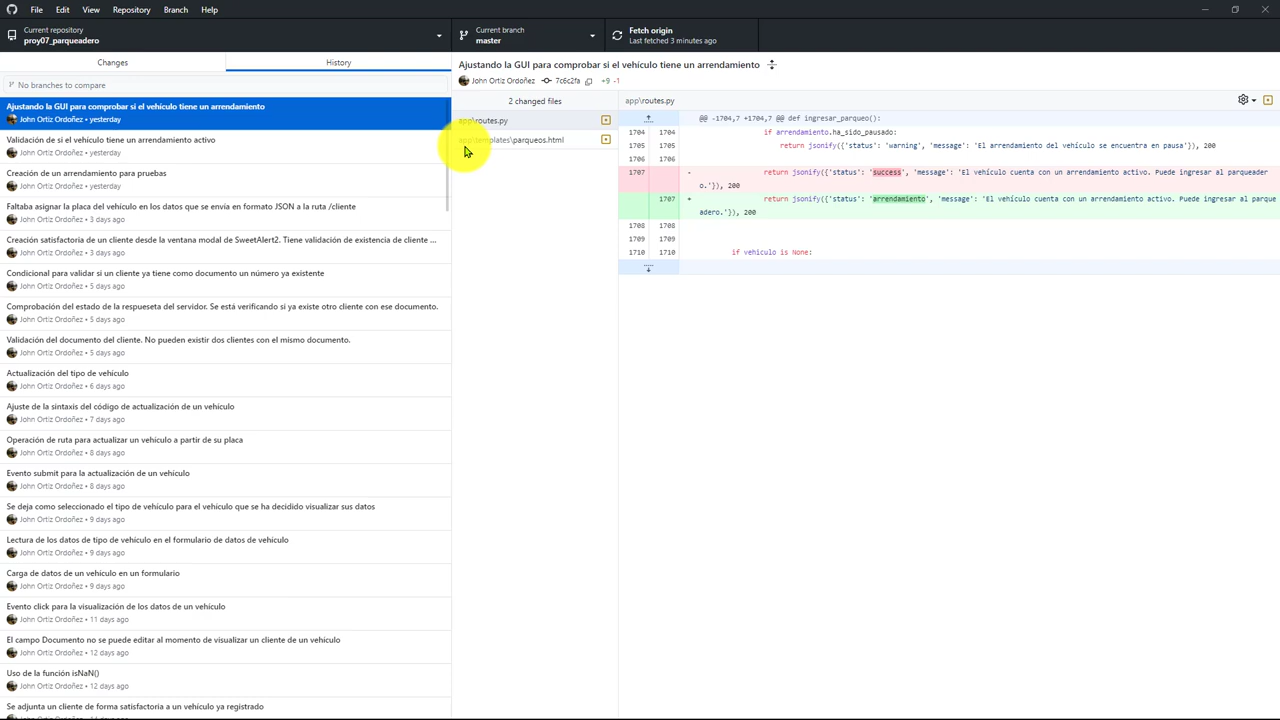 File Edit View Repository Branch Help
Current repository
proy07_parqueadero
Current branch
master
Fetch origin
Last fetched 3 minutes ago
Changes
History
No branches to compare
Ajustando la GUI para comprobar si el vehículo tiene un arrendamiento
John Ortiz Ordoñez • yesterday
Validación de si el vehículo tiene un arrendamiento activo
John Ortiz Ordoñez • yesterday
Creación de un arrendamiento para pruebas
John Ortiz Ordoñez • yesterday
Faltaba asignar la placa del vehículo en los datos que se envía en formato JSON a la ruta /cliente
John Ortiz Ordoñez • 3 days ago
Creación satisfactoria de un cliente desde la ventana modal de SweetAlert2. Tiene validación de existencia de cliente ...
John Ortiz Ordoñez • 3 days ago
Condicional para validar si un cliente ya tiene como documento un número ya existente
John Ortiz Ordoñez • 5 days ago
Comprobación del estado de la respueseta del servidor. Se está verificando si ya existe otro cliente con ese documento.
John Ortiz Ordoñez • 5 days ago
Validación del documento del cliente. No pueden existir dos clientes con el mismo documento.
John Ortiz Ordoñez • 5 days ago
Actualización del tipo de vehículo
John Ortiz Ordoñez • 6 days ago
Ajuste de la sintaxis del código de actualización de un vehículo
John Ortiz Ordoñez • 7 days ago
Operación de ruta para actualizar un vehículo a partir de su placa
John Ortiz Ordoñez • 8 days ago
Evento submit para la actualización de un vehículo
John Ortiz Ordoñez • 8 days ago
Se deja como seleccionado el tipo de vehículo para el vehículo que se ha decidido visualizar sus datos
John Ortiz Ordoñez • 9 days ago
Lectura de los datos de tipo de vehículo en el formulario de datos de vehículo
John Ortiz Ordoñez • 9 days ago
Carga de datos de un vehículo en un formulario
John Ortiz Ordoñez • 9 days ago
Evento click para la visualización de los datos de un vehículo
John Ortiz Ordoñez • 11 days ago
El campo Documento no se puede editar al momento de visualizar un cliente de un vehículo
John Ortiz Ordoñez • 12 days ago
Uso de la función isNaN()
John Ortiz Ordoñez • 12 days ago
Se adjunta un cliente de forma satisfactoria a un vehículo ya registrado
Ajustando la GUI para comprobar si el vehículo tiene un arrendamiento
John Ortiz Ordoñez 7c6c2fa +9 -1
2 changed files
app\routes.py
app\templates\parqueos.html
app\routes.py
@@ -1704,7 +1704,7 @@ def ingresar_parqueo():
1704 1704 if arrendamiento.ha_sido_pausado:
1705 1705 return jsonify({'status': 'warning', 'message': 'El arrendamiento del vehículo se encuentra en pausa'}), 200
1706 1706
1707 - return jsonify({'status': 'success', 'message': 'El vehículo cuenta con un arrendamiento activo. Puede ingresar al parqueader
o.'}), 200
1707 + return jsonify({'status': 'arrendamiento', 'message': 'El vehículo cuenta con un arrendamiento activo. Puede ingresar al parque
adero.'}), 200
1708 1708
1709 1709
1710 1710 if vehiculo is None: